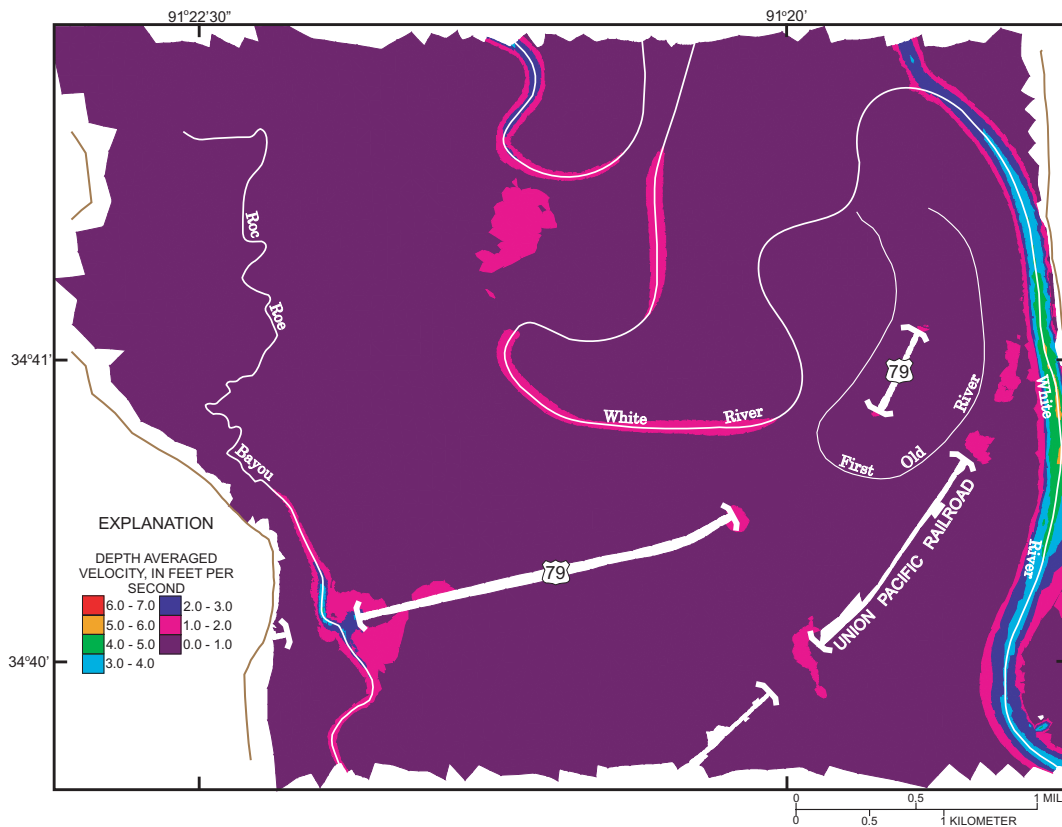 91°22'30"
91°20'
Roc
Roe
34°41'
79
White
White
River
River
First
Old
Bayou
EXPLANATION
DEPTH AVERAGED
VELOCITY, IN FEET PER
SECOND
6.0 - 7.0
2.0 - 3.0
5.0 - 6.0
1.0 - 2.0
4.0 - 5.0
0.0 - 1.0
3.0 - 4.0
79
UNION PACIFIC RAILROAD
River
34°40'
0
0.5
1 MIL
0
0.5
1 KILOMETER